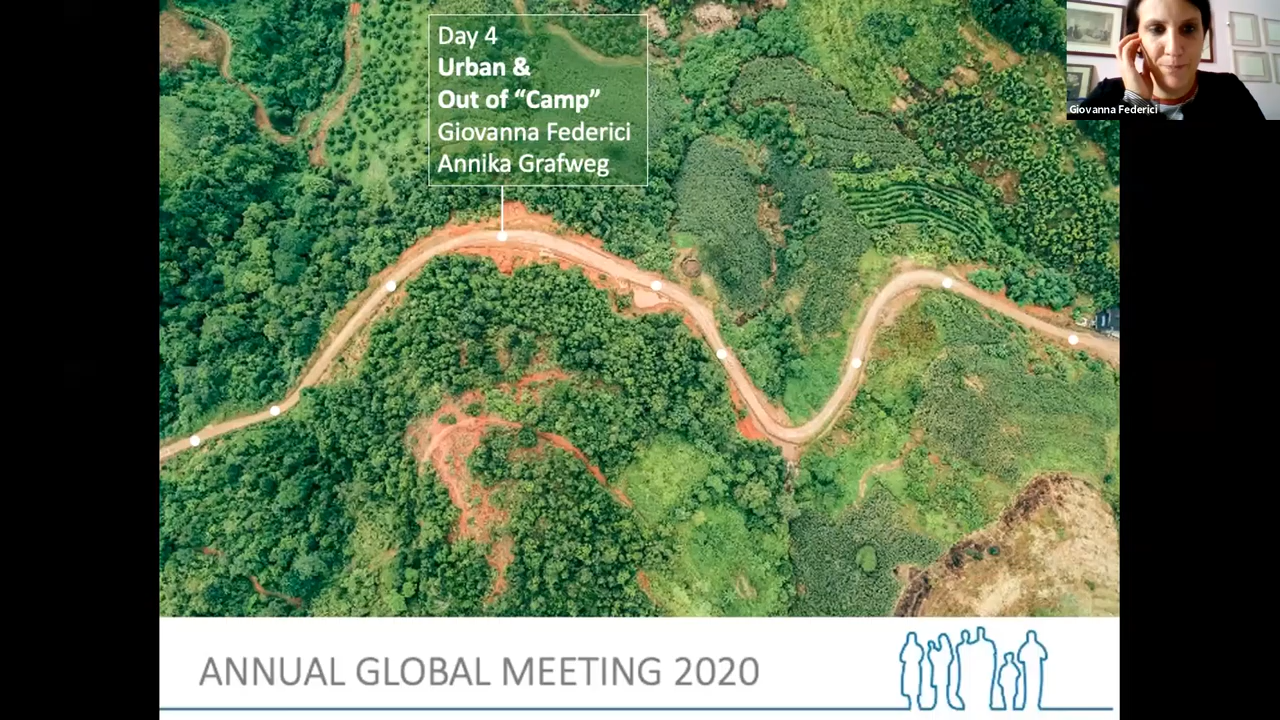 Day 4
Urban &
Out of “Camp”
Giovanna Federici
Annika Grafweg
Giovanna Federici
ANNUAL GLOBAL MEETING 2020